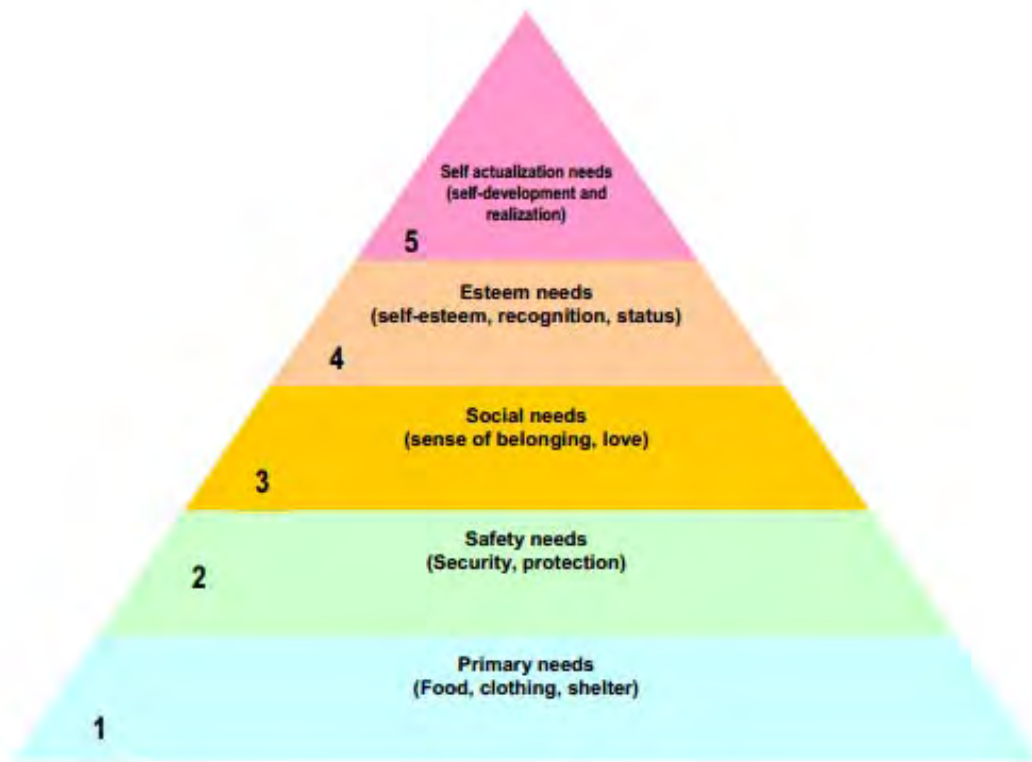 Self actualization needs
(self-development and
realization)
5
Esteem needs
(self-esteem, recognition, status)
4
Social needs
(sense of belonging, love)
3
Safety needs
(Security, protection)
2
Primary needs
(Food, clothing, shelter)
1